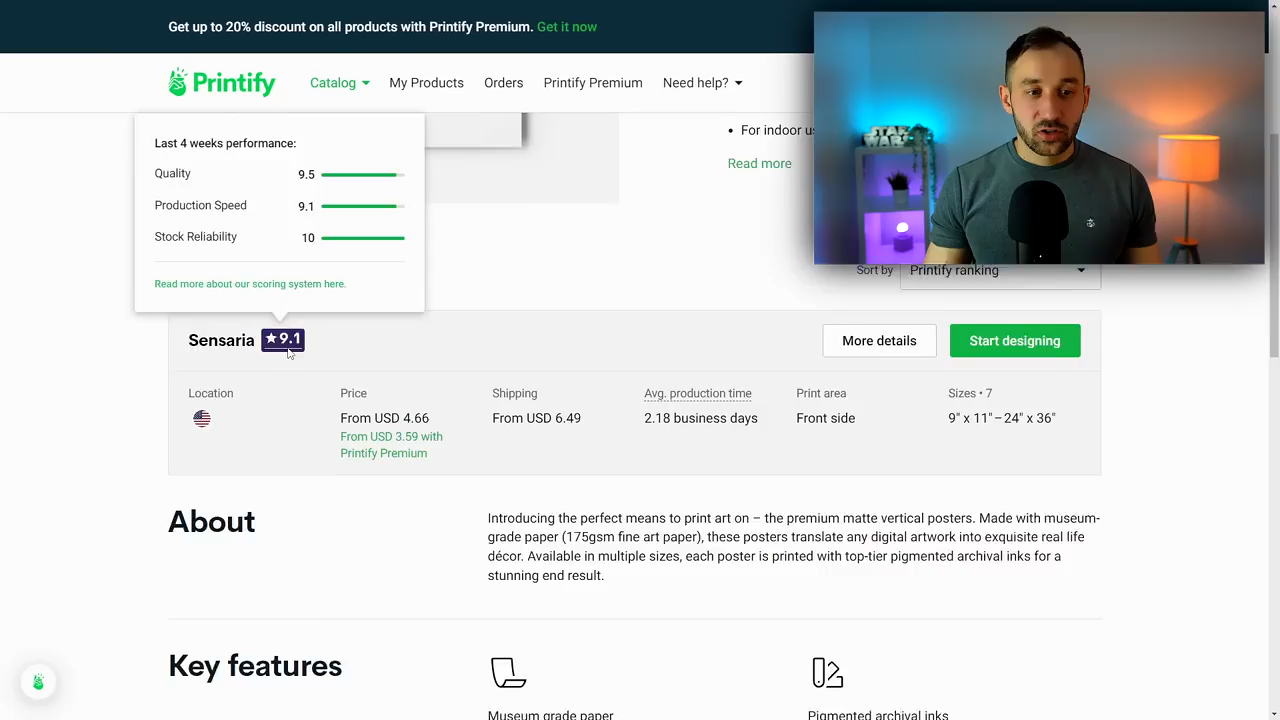 Get up to 20% discount on all products with Printify Premium. Get it now
Printify
Catalog
My Products
Orders
Printify Premium
Need help?
Last 4 weeks performance:
Quality 9.5
Production Speed 9.1
Stock Reliability 10
Read more about our scoring system here.
• For indoor us
Read more
STAR WARS
Sort by Printify ranking
Sensaria ★9.1
More details
Start designing
Location
Price
Shipping
Avg. production time
Print area
Sizes • 7
From USD 4.66
From USD 6.49
2.18 business days
Front side
9" x 11"–24" x 36"
From USD 3.59 with
Printify Premium
About
Introducing the perfect means to print art on – the premium matte vertical posters. Made with museum-
grade paper (175gsm fine art paper), these posters translate any digital artwork into exquisite real life
décor. Available in multiple sizes, each poster is printed with top-tier pigmented archival inks for a
stunning end result.
Key features
Museum grade paper
Pigmented archival inks